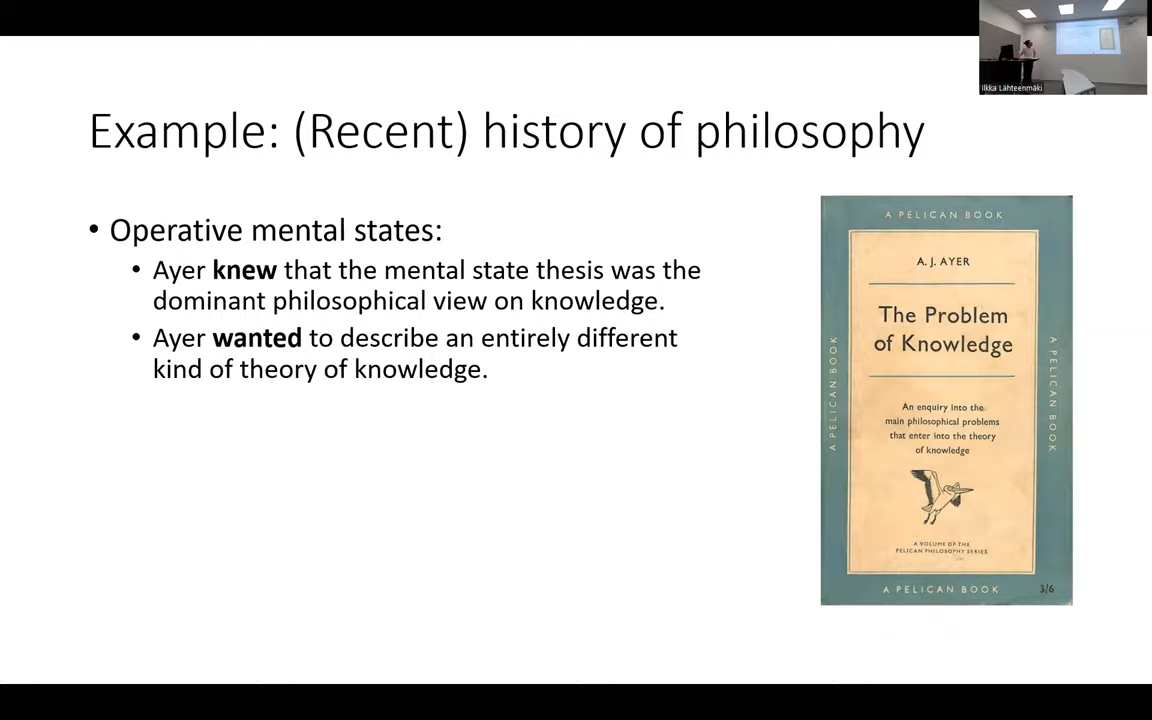 Ilkka Lähteenmäki
Example: (Recent) history of philosophy
• Operative mental states:
• Ayer knew that the mental state thesis was the
dominant philosophical view on knowledge.
• Ayer wanted to describe an entirely different
kind of theory of knowledge.
A PELICAN BOOK
A. J. AYER
The Problem
of Knowledge
An enquiry into the
main philosophical problems
that enter into the theory
of knowledge
A VOLUME OF THE
PELICAN PHILOSOPHY SERIES
A PELICAN BOOK
A PELICAN BOOK
A PELICAN BOOK
3/6